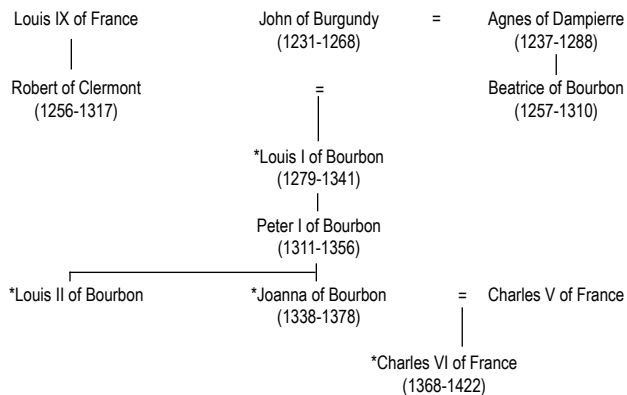 Louis IX of France John of Burgundy = Agnes of Dampierre
(1231-1268) (1237-1288)
Robert of Clermont = Beatrice of Bourbon
(1256-1317) (1257-1310)
*Louis I of Bourbon
(1279-1341)
Peter I of Bourbon
(1311-1356)
*Louis II of Bourbon *Joanna of Bourbon = Charles V of France
(1338-1378)
*Charles VI of France
(1368-1422)